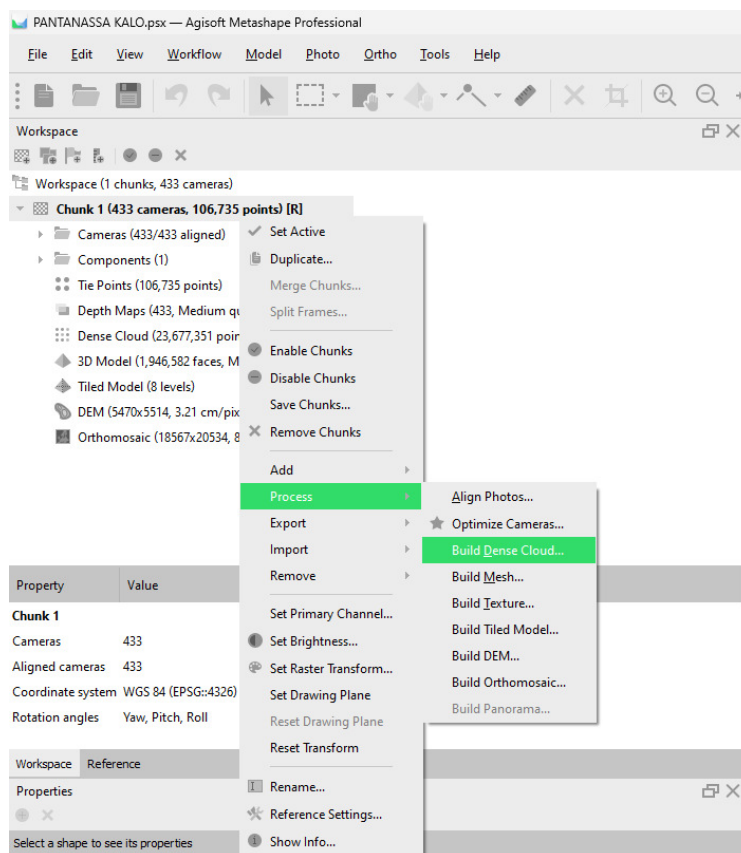 PANTANASSA KALO.psx — Agisoft Metashape Professional
File Edit View Workflow Model Photo Ortho Tools Help
Workspace
Workspace (1 chunks, 433 cameras)
Chunk 1 (433 cameras, 106,735 points) [R]
Cameras (433/433 aligned)
Components (1)
Tie Points (106,735 points)
Depth Maps (433, Medium qu
Dense Cloud (23,677,351 poin
3D Model (1,946,582 faces, M
Tiled Model (8 levels)
DEM (5470x5514, 3.21 cm/pix
Orthomosaic (18567x20534, 8
Set Active
Duplicate...
Merge Chunks...
Split Frames...
Enable Chunks
Disable Chunks
Save Chunks...
Remove Chunks
Add
Process
Export
Import
Remove
Set Primary Channel...
Set Brightness...
Set Raster Transform...
Set Drawing Plane
Reset Drawing Plane
Reset Transform
Rename...
Reference Settings...
Show Info...
Align Photos...
Optimize Cameras...
Build Dense Cloud...
Build Mesh...
Build Texture...
Build Tiled Model...
Build DEM...
Build Orthomosaic...
Build Panorama...
Property Value
Chunk 1
Cameras 433
Aligned cameras 433
Coordinate system WGS 84 (EPSG::4326)
Rotation angles Yaw, Pitch, Roll
Workspace Reference
Properties
Select a shape to see its properties